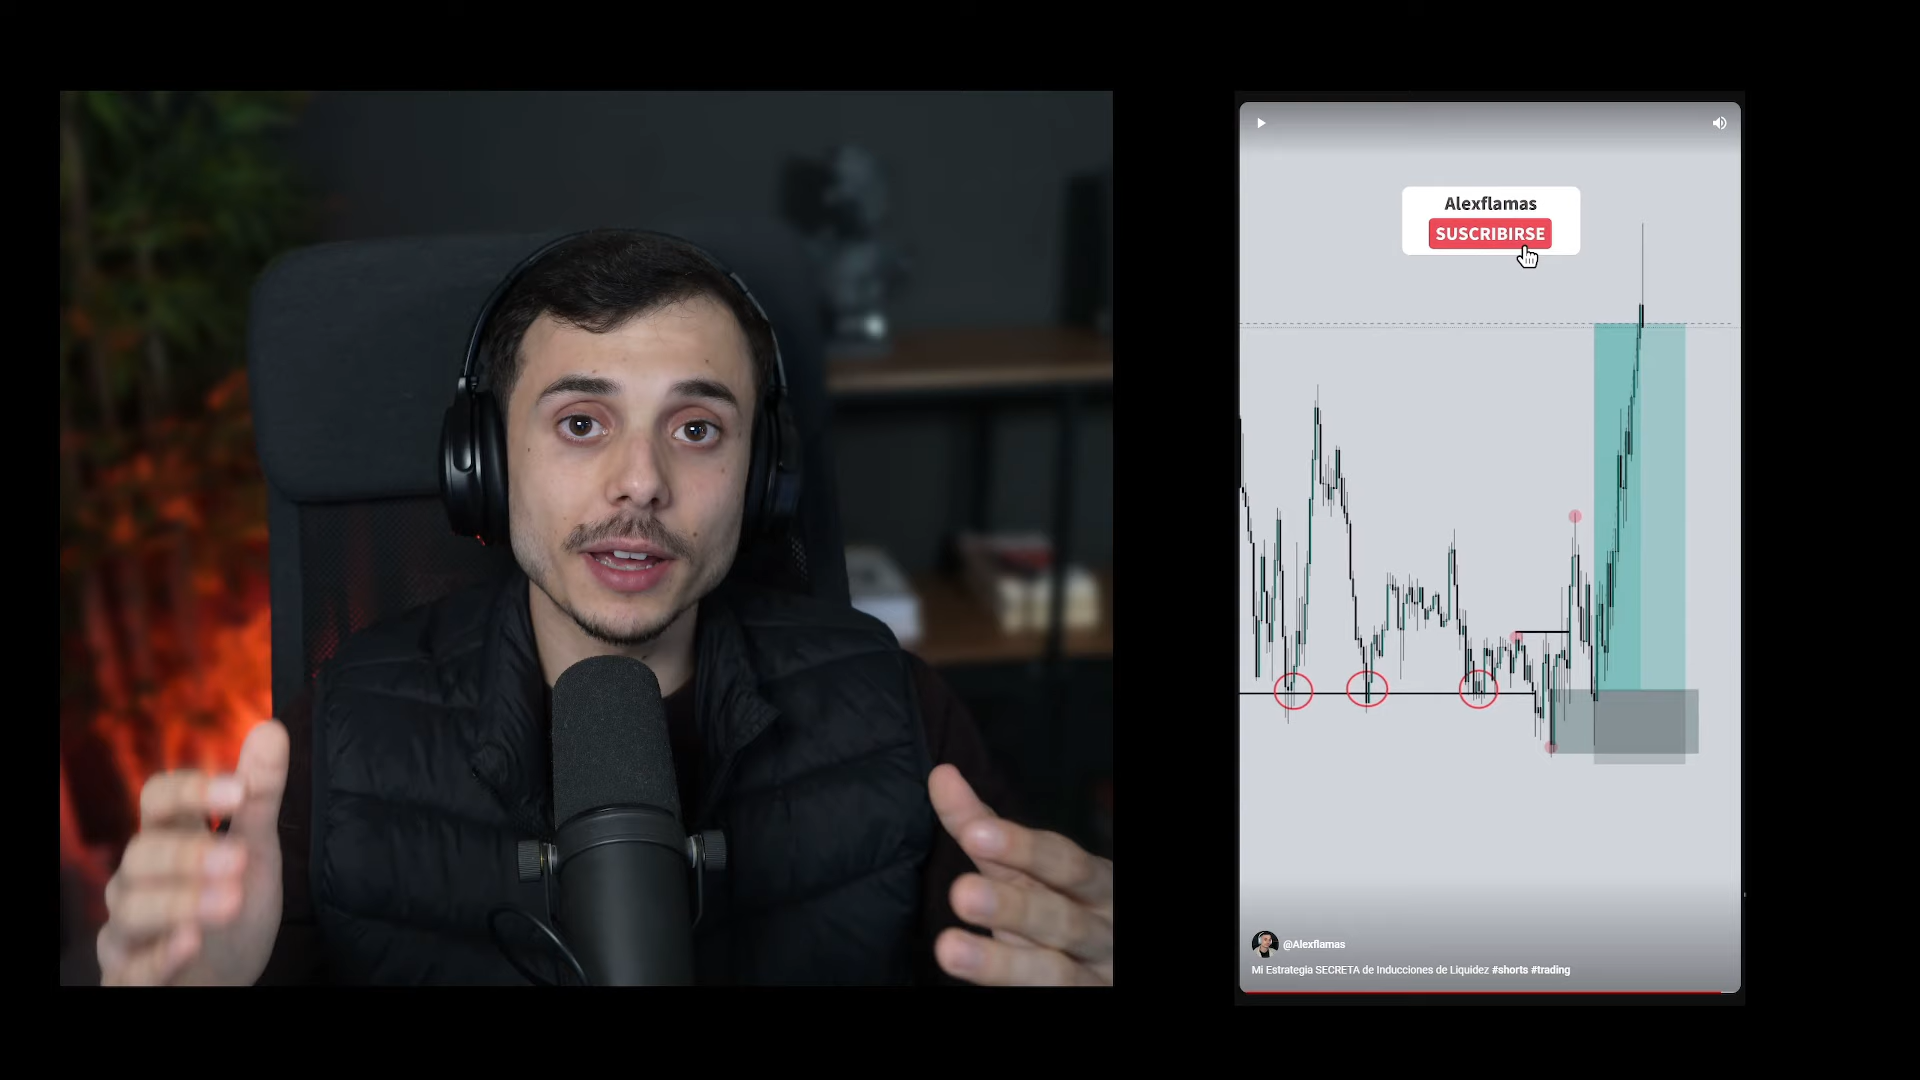 Alexflamas
SUSCRIBIRSE
@Alexflamas
Mi Estrategia SECRETA de Inducciones de Liquidez #shorts #trading